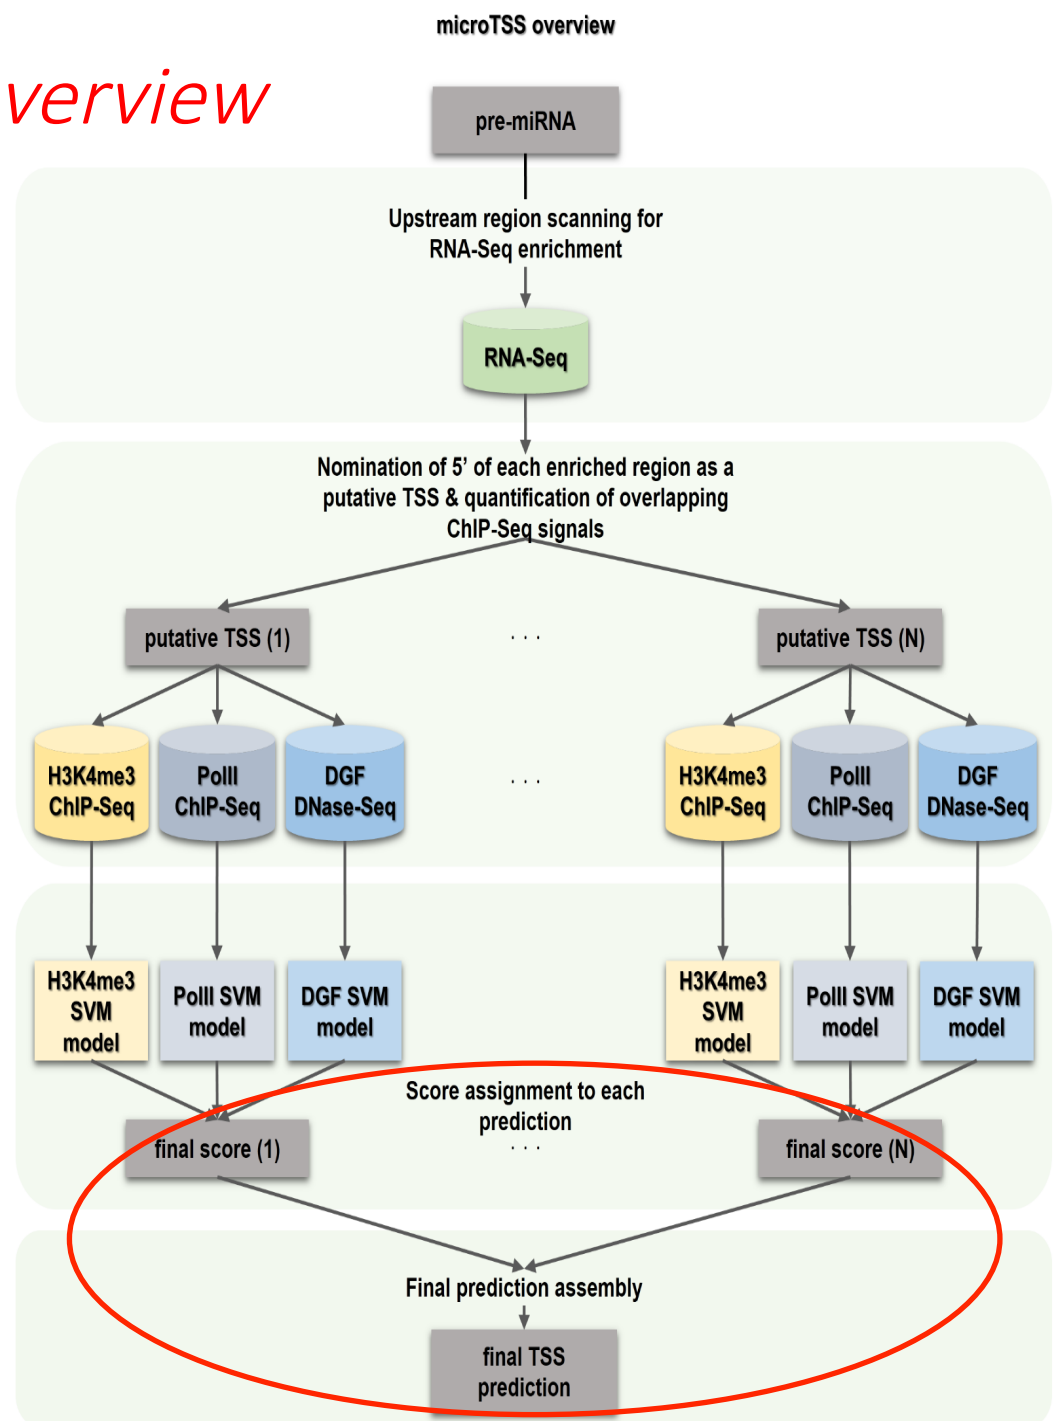 microTSS overview
verview
pre-miRNA
Upstream region scanning for
RNA-Seq enrichment
RNA-Seq
Nomination of 5’ of each enriched region as a
putative TSS & quantification of overlapping
ChIP-Seq signals
putative TSS (1)
. . .
putative TSS (N)
H3K4me3
ChIP-Seq
PolII
ChIP-Seq
DGF
DNase-Seq
. . .
H3K4me3
ChIP-Seq
PolII
ChIP-Seq
DGF
DNase-Seq
H3K4me3
SVM
model
PolII SVM
model
DGF SVM
model
H3K4me3
SVM
model
PolII SVM
model
DGF SVM
model
Score assignment to each
prediction
final score (1)
. . .
final score (N)
Final prediction assembly
final TSS
prediction